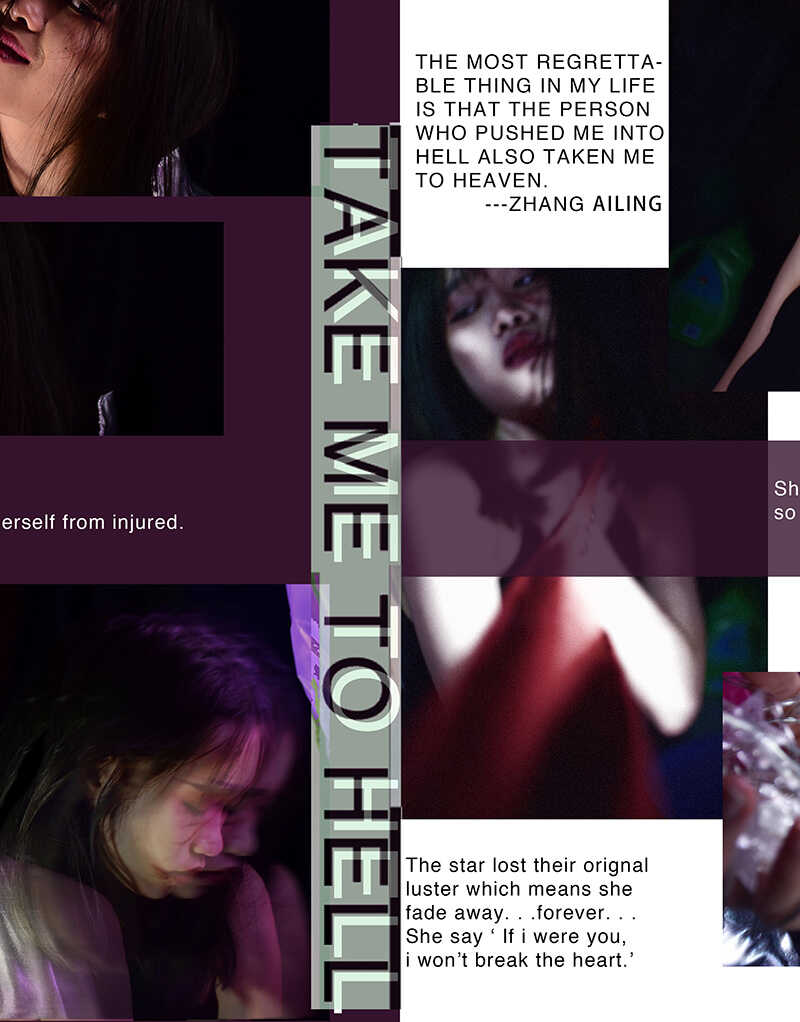 THE MOST REGRETTA-
BLE THING IN MY LIFE
IS THAT THE PERSON
WHO PUSHED ME INTO
HELL ALSO TAKEN ME
TO HEAVEN.
---ZHANG AILING
TAKE ME TO HELL
erself from injured.
Sh
so
The star lost their orignal
luster which means she
fade away. . .forever. . .
She say ‘ If i were you,
i won’t break the heart.’